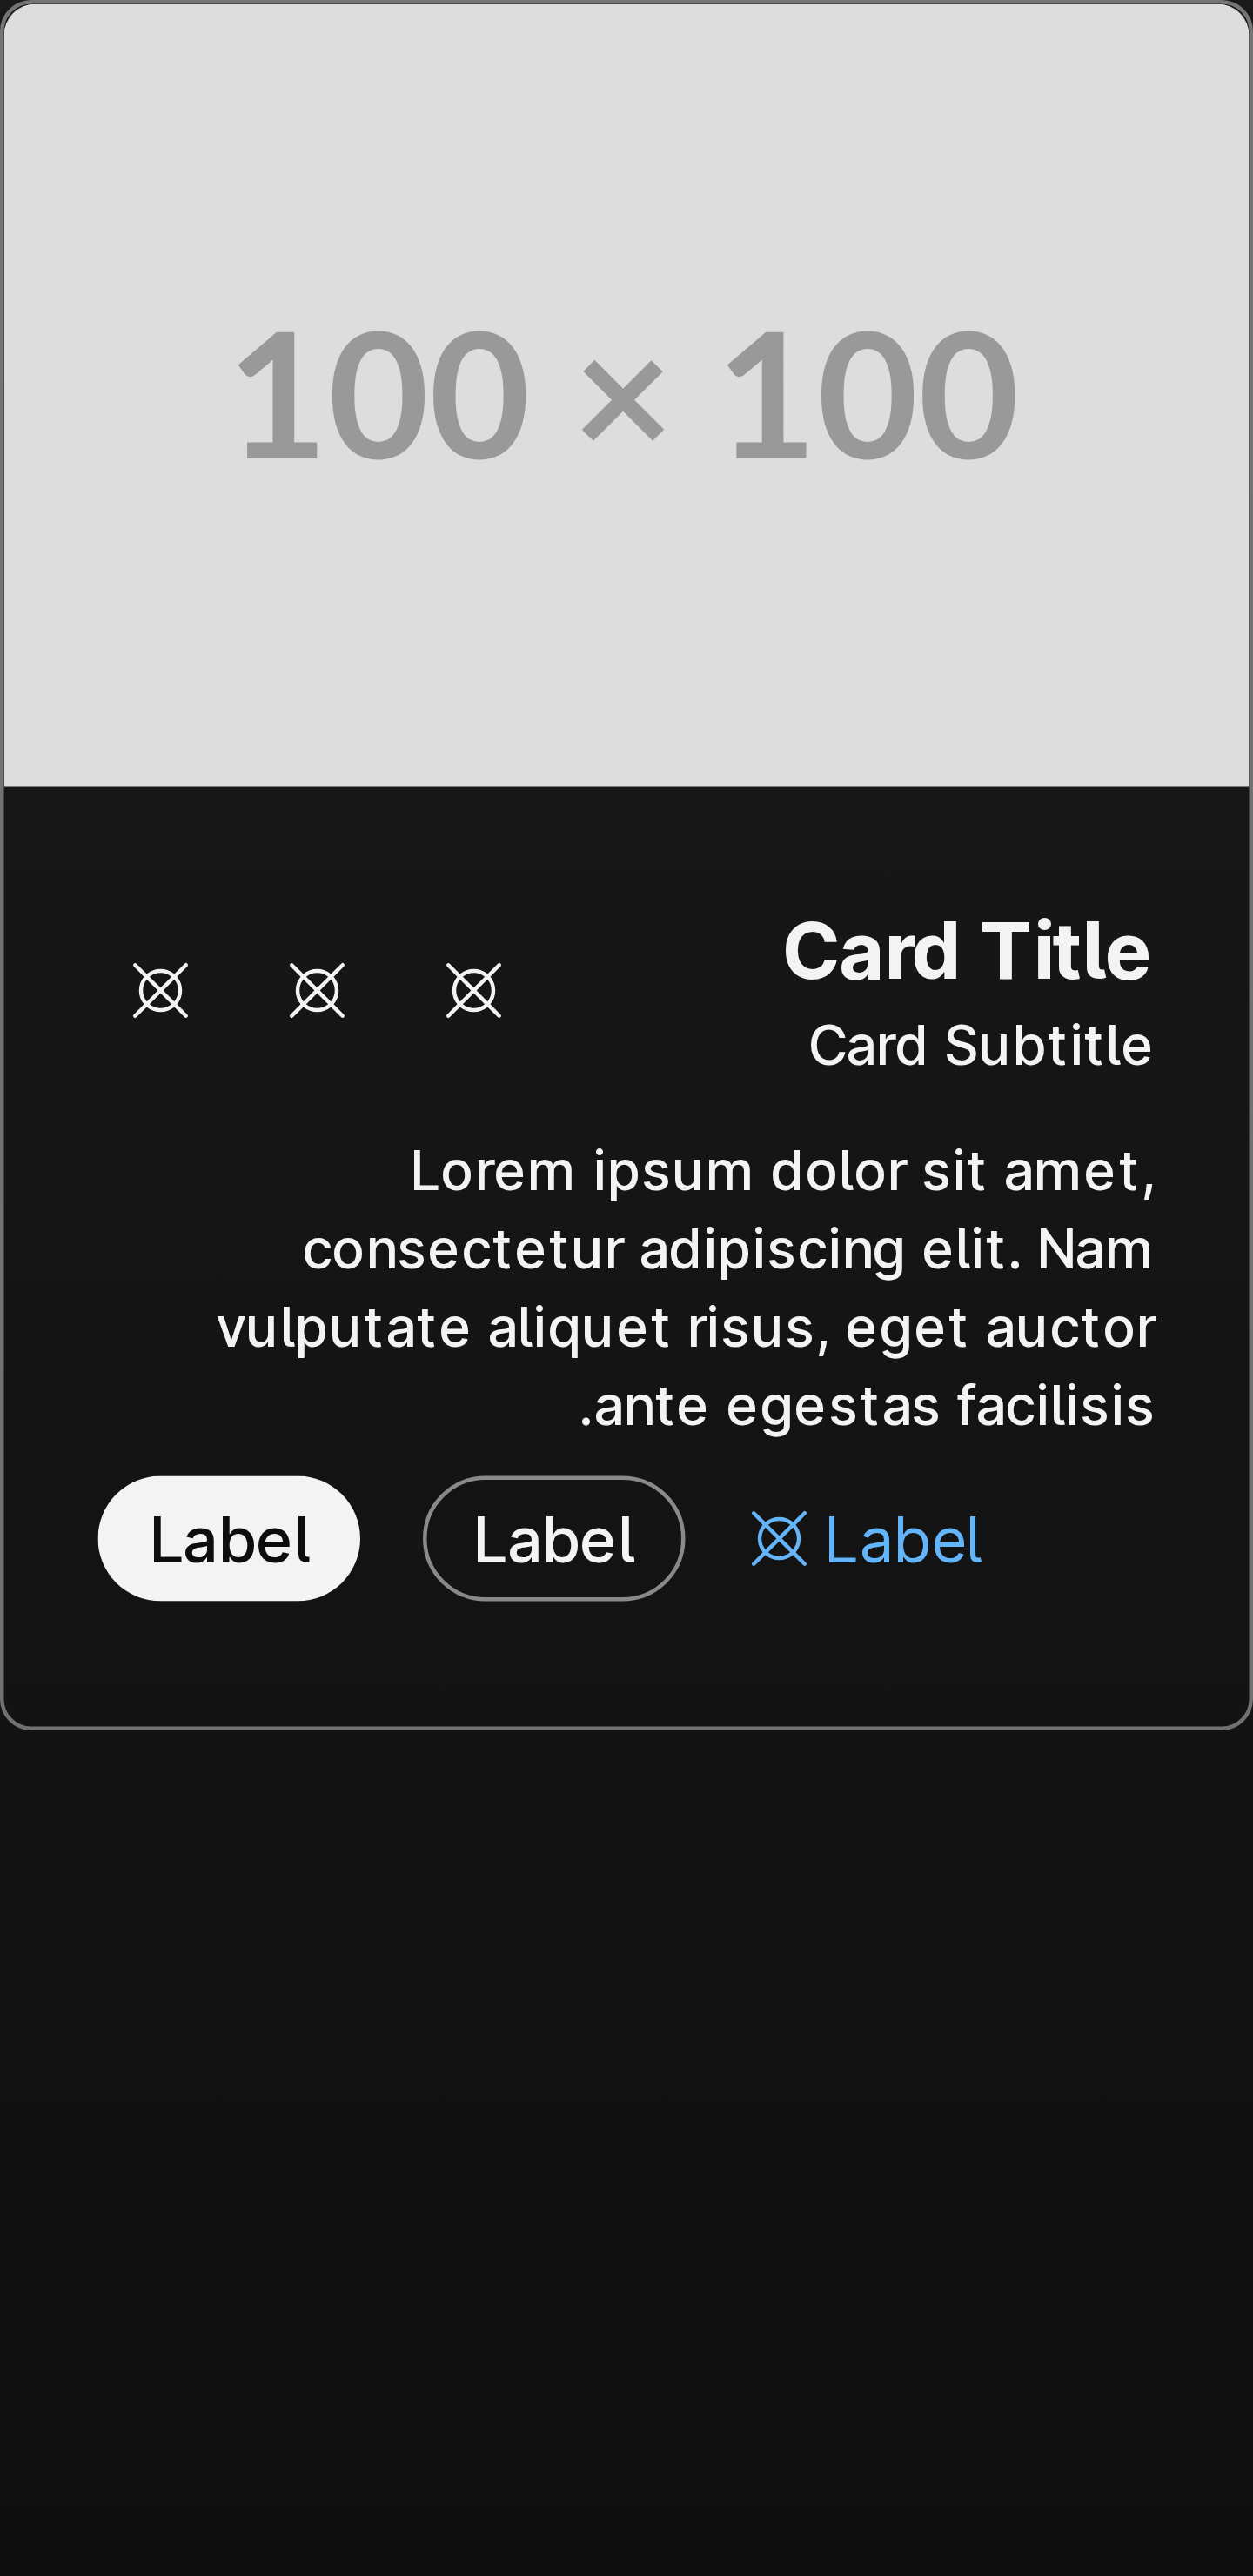 100 × 100
Card Title
Card Subtitle
Lorem ipsum dolor sit amet,
consectetur adipiscing elit. Nam
vulputate aliquet risus, eget auctor
.ante egestas facilisis
Label
Label
Label